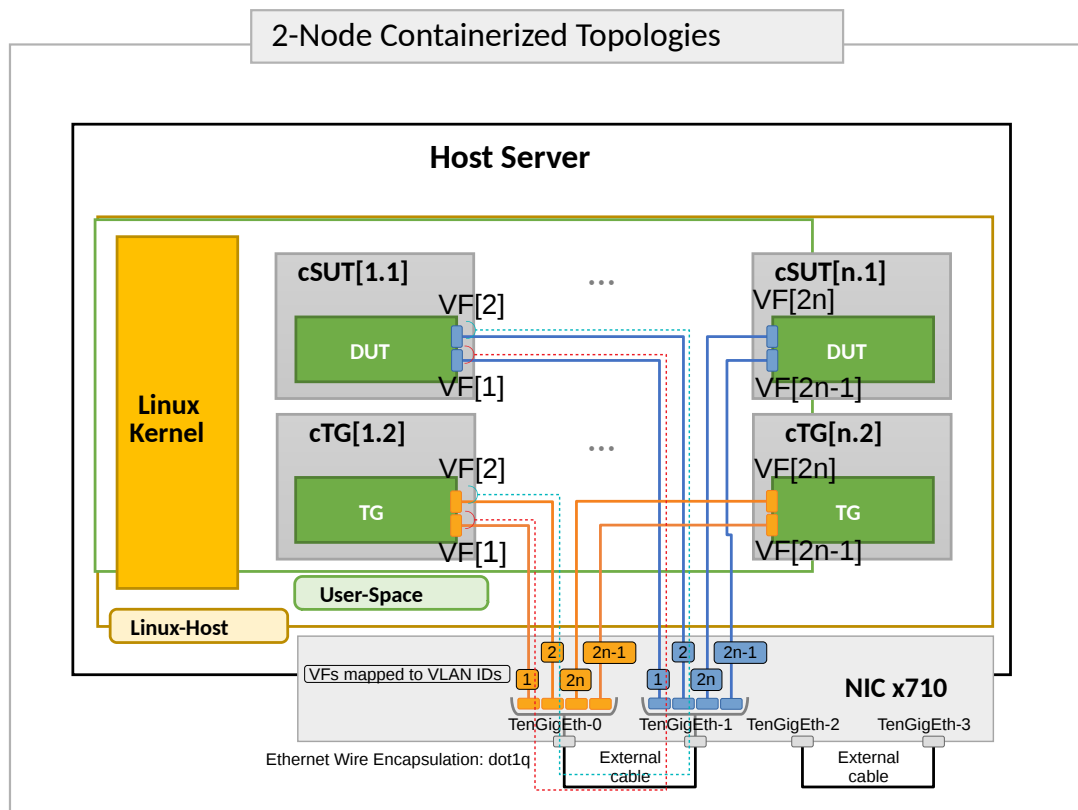 2-Node Containerized Topologies
Host Server
cSUT[1.1]
...
cSUT[n.1]
VF[2]
VF[2n]
DUT
DUT
VF[1]
VF[2n-1]
Linux
Kernel
cTG[1.2]
...
cTG[n.2]
VF[2]
VF[2n]
TG
TG
VF[1]
VF[2n-1]
User-Space
Linux-Host
2
2n-1
2
2n-1
VFs mapped to VLAN IDs
1
2n
1
2n
NIC x710
TenGigEth-0
TenGigEth-1
TenGigEth-2
TenGigEth-3
Ethernet Wire Encapsulation: dot1q
External
cable
External
cable